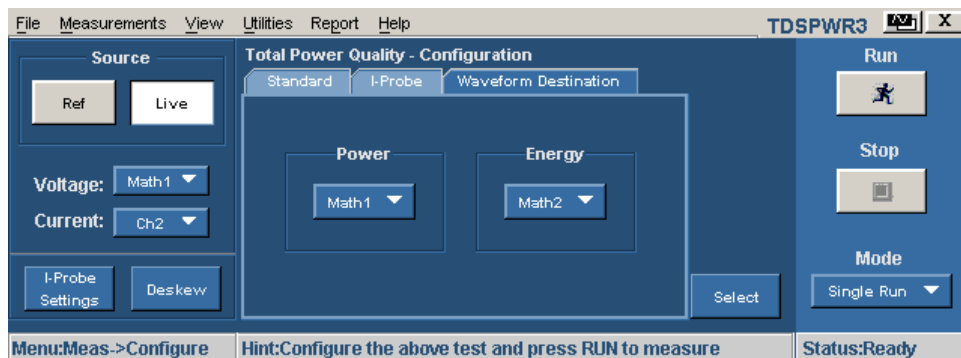 File Measurements View Utilities Report Help TDSPWR3 X
Source
Ref Live
Voltage: Math1
Current: Ch2
I-Probe
Settings
Deskew
Total Power Quality - Configuration
Standard I-Probe Waveform Destination
Power
Math1
Energy
Math2
Select
Run
Stop
Mode
Single Run
Menu:Meas->Configure Hint:Configure the above test and press RUN to measure Status:Ready